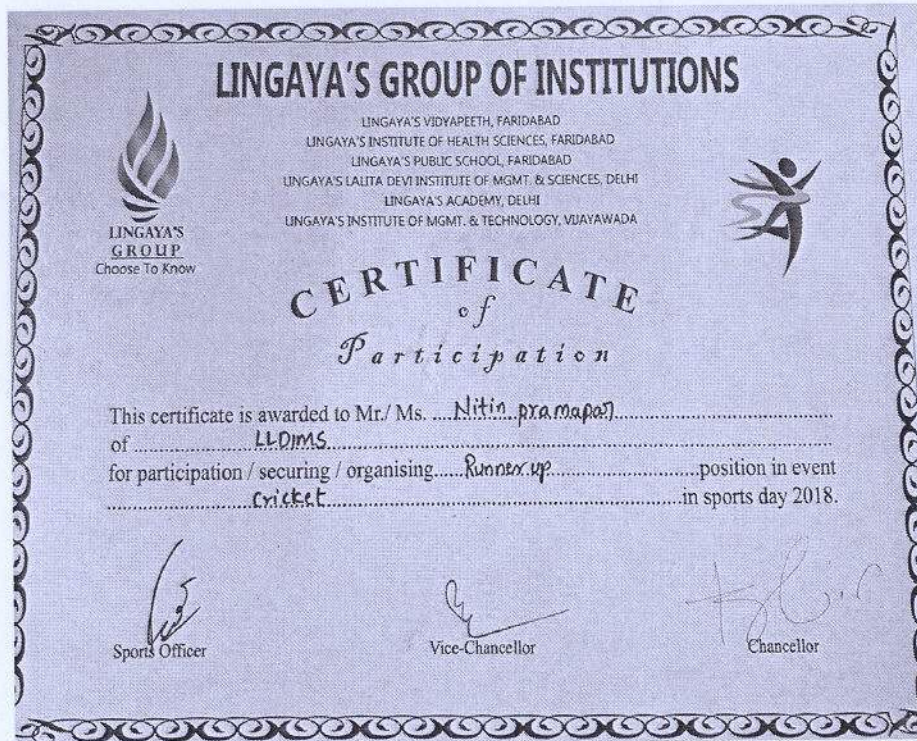 LINGAYA'S GROUP OF INSTITUTIONS
LINGAYA'S VIDYAPEETH, FARIDABAD
LINGAYA'S INSTITUTE OF HEALTH SCIENCES, FARIDABAD
LINGAYA'S PUBLIC SCHOOL, FARIDABAD
LINGAYA'S LALITA DEVI INSTITUTE OF MGMT. & SCIENCES, DELHI
LINGAYA'S ACADEMY, DELHI
LINGAYA'S INSTITUTE OF MGMT. & TECHNOLOGY, VIJAYAWADA
LINGAYA'S
GROUP
Choose To Know
CERTIFICATE
of
Participation
This certificate is awarded to Mr./ Ms. Nitin
of LLDIMS
for participation / securing / organising Runner up position in event
Cricket in sports day 2018.
Sports Officer
Vice-Chancellor
Chancellor